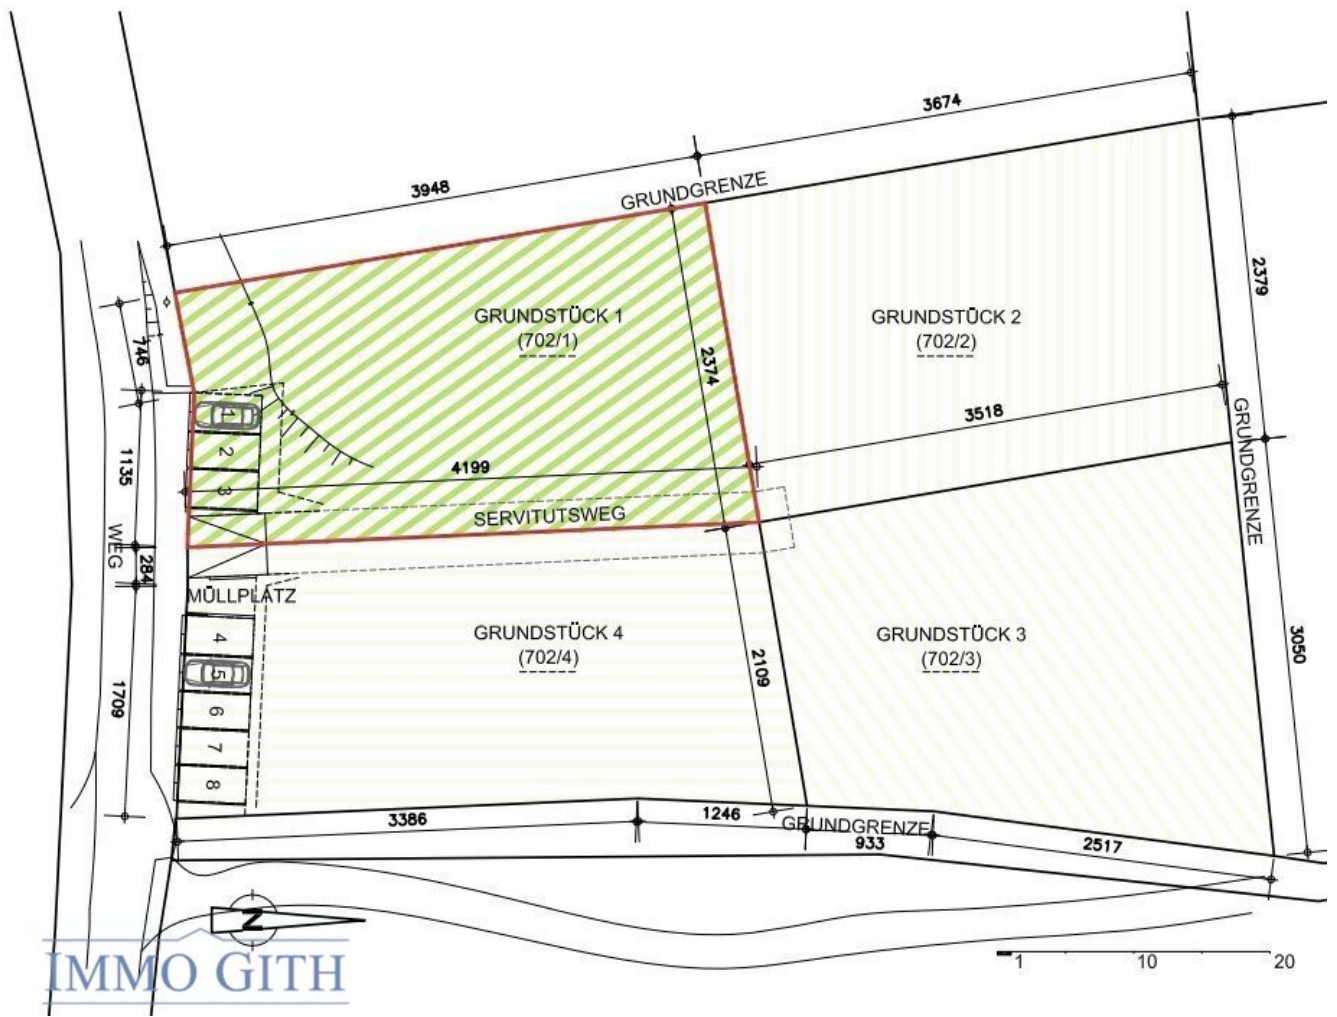 3674
3948
GRUNDGRENZE
2379
GRUNDSTÜCK 1
(702/1)
GRUNDSTÜCK 2
(702/2)
746
2374
3518
GRUNDGRENZE
1
2
3
1135
4199
SERVITUTSWEG
WEG
284
MÜLLPLATZ
GRUNDSTÜCK 4
(702/4)
GRUNDSTÜCK 3
(702/3)
3050
2109
4
5
6
7
8
1709
3386
1246
GRUNDGRENZE
933
2517
N
IMMO GITH
1 10 20